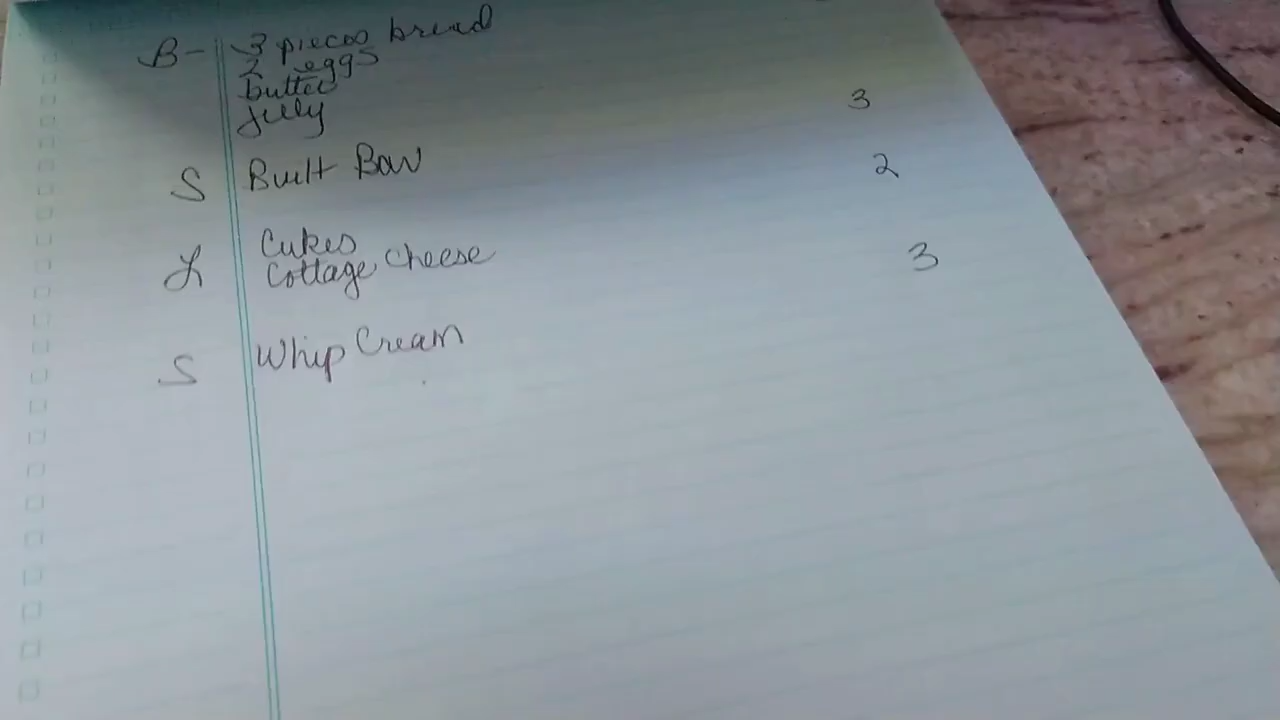 B- 3 pieces bread
2 eggs
butter
jelly 3
S Built Bar 2
L Cukes
Cottage Cheese 3
S Whip Cream